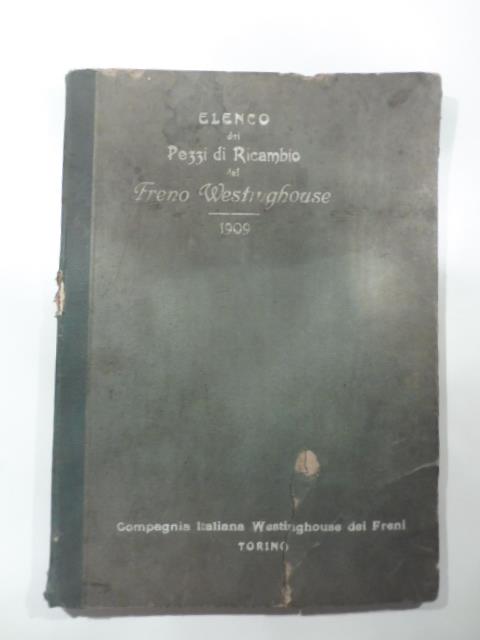 ELENCO
dei
Pezzi di Ricambio
del
Freno Westinghouse
1909
Compagnia Italiana Westinghouse dei Freni
TORINO